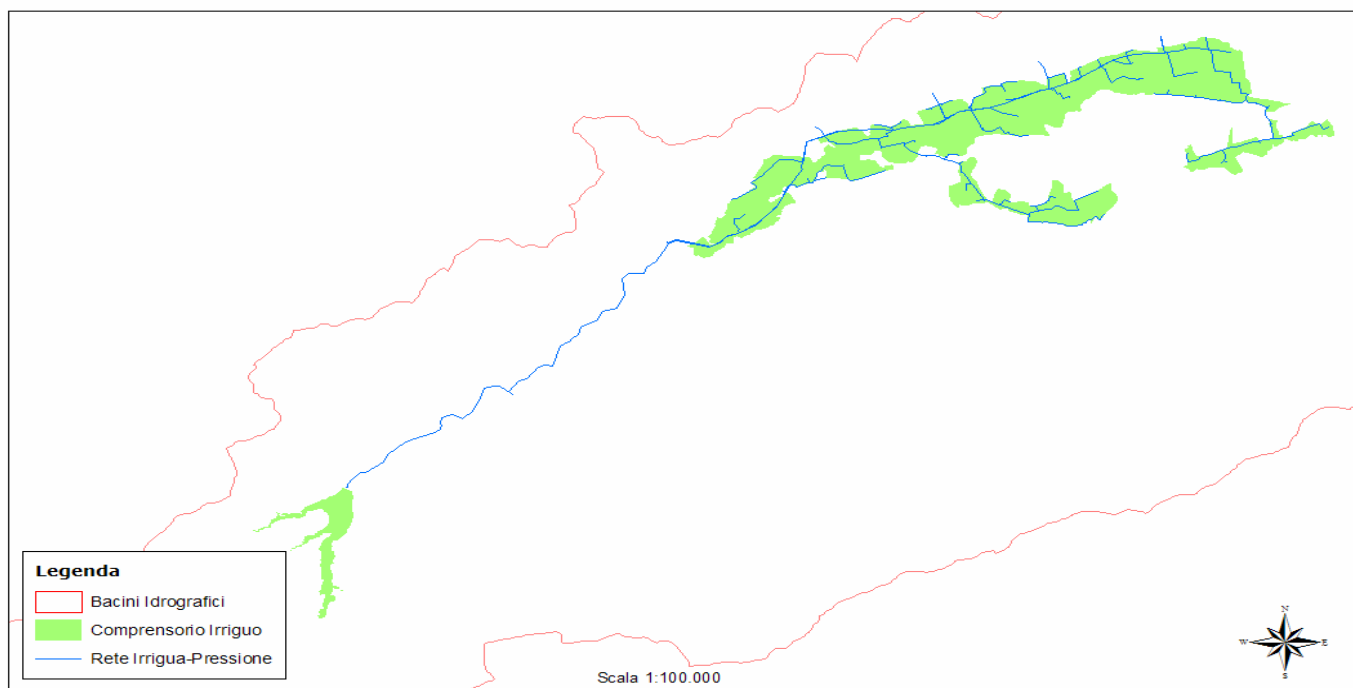 Legenda
Bacini Idrografici
Comprensorio Irriguo
Rete Irrigua-Pressione
Scala 1:100.000
N
W E
S